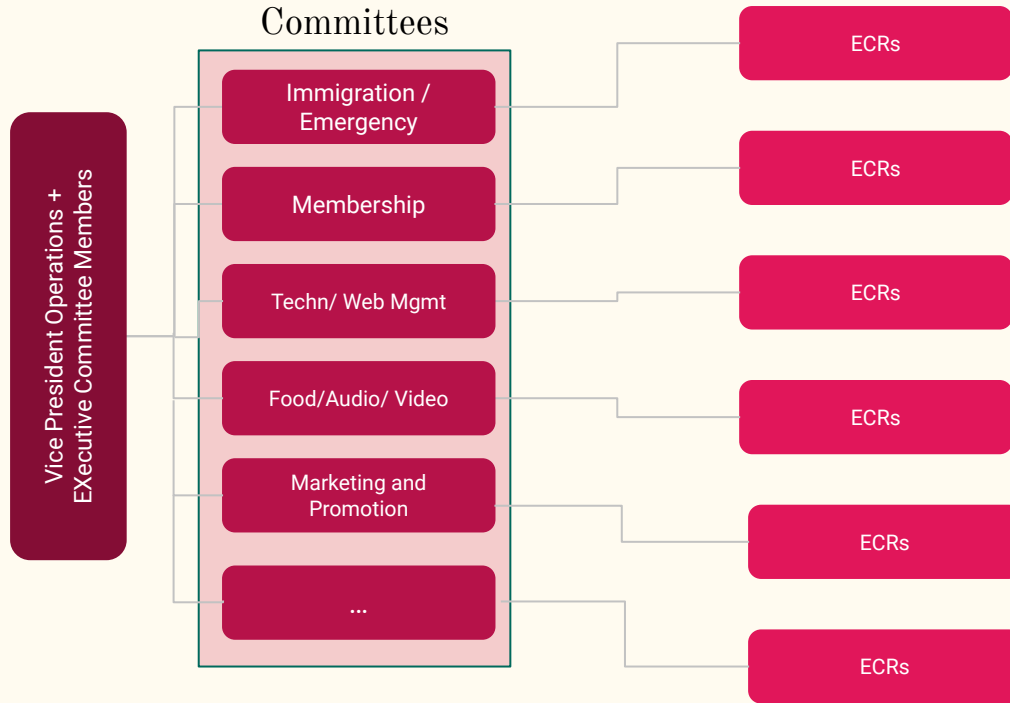 Committees
Vice President Operations +
EXecutive Committee Members
Immigration /
Emergency
Membership
Techn/ Web Mgmt
Food/Audio/ Video
Marketing and
Promotion
...
ECRs
ECRs
ECRs
ECRs
ECRs
ECRs